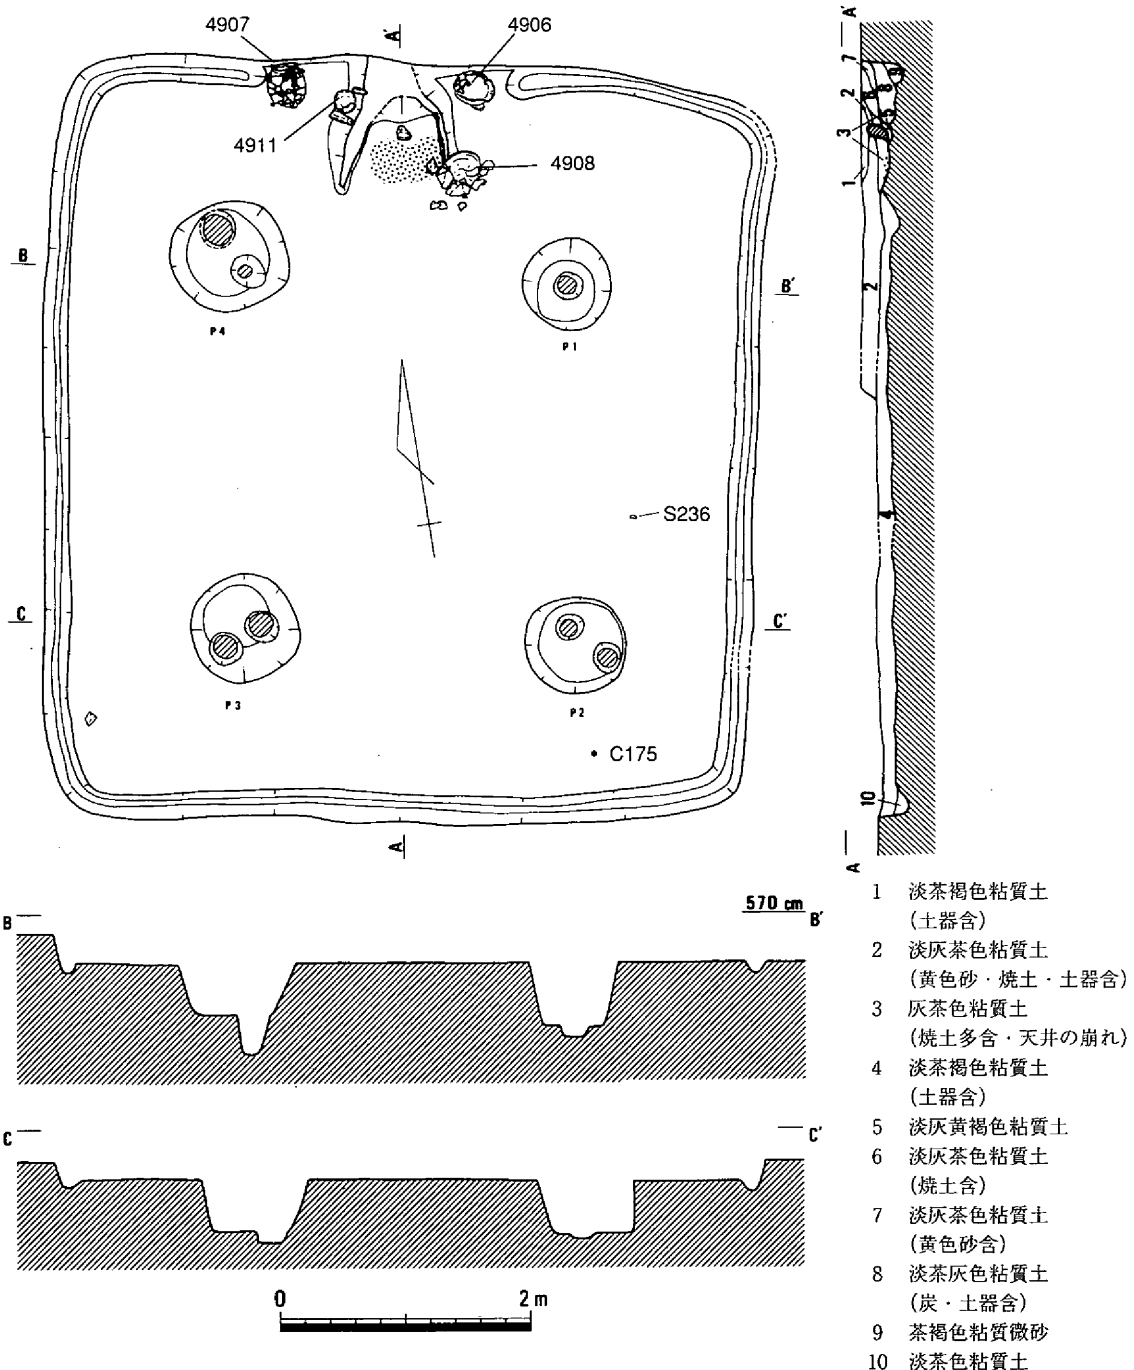 4907
A'
4906
4911
4908
B
B'
P4
P1
S236
C
C'
P3
P2
C175
A
A'
7
2
3
1
9
8
6
5
2
4
10
A
B
570 cm
B'
C
C'
0
2m
1 淡茶褐色粘質土
(土器含)
2 淡灰茶色粘質土
(黄色砂・焼土・土器含)
3 灰茶色粘質土
(焼土多含・天井の崩れ)
4 淡茶褐色粘質土
(土器含)
5 淡灰黄褐色粘質土
6 淡灰茶色粘質土
(焼土含)
7 淡灰茶色粘質土
(黄色砂含)
8 淡茶灰色粘質土
(炭・土器含)
9 茶褐色粘質微砂
10 淡茶色粘質土